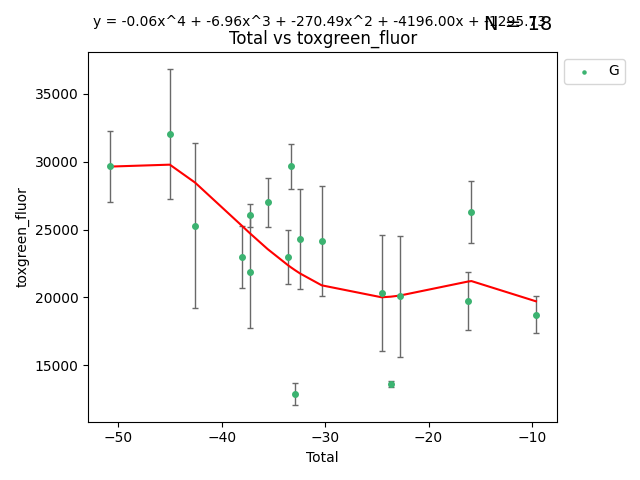 y = -0.06x^4 + -6.96x^3 + -270.49x^2 + -4196.00x +
N = 18
Total vs toxgreen_fluor
G
35000
30000
25000
20000
15000
toxgreen_fluor
−50
−40
−30
−20
−10
Total